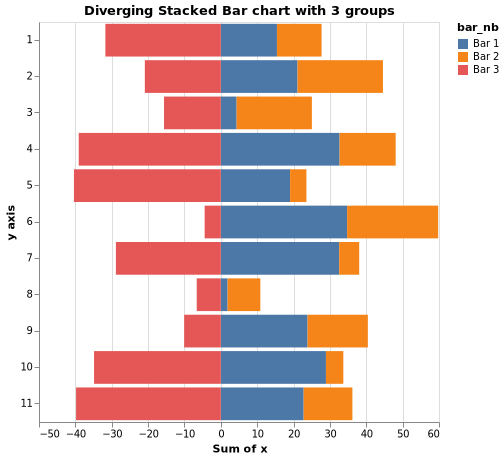 Diverging Stacked Bar chart with 3 groups
bar_nb
Bar 1
Bar 2
Bar 3
y axis
1
2
3
4
5
6
7
8
9
10
11
−50 −40 −30 −20 −10 0 10 20 30 40 50 60
Sum of x